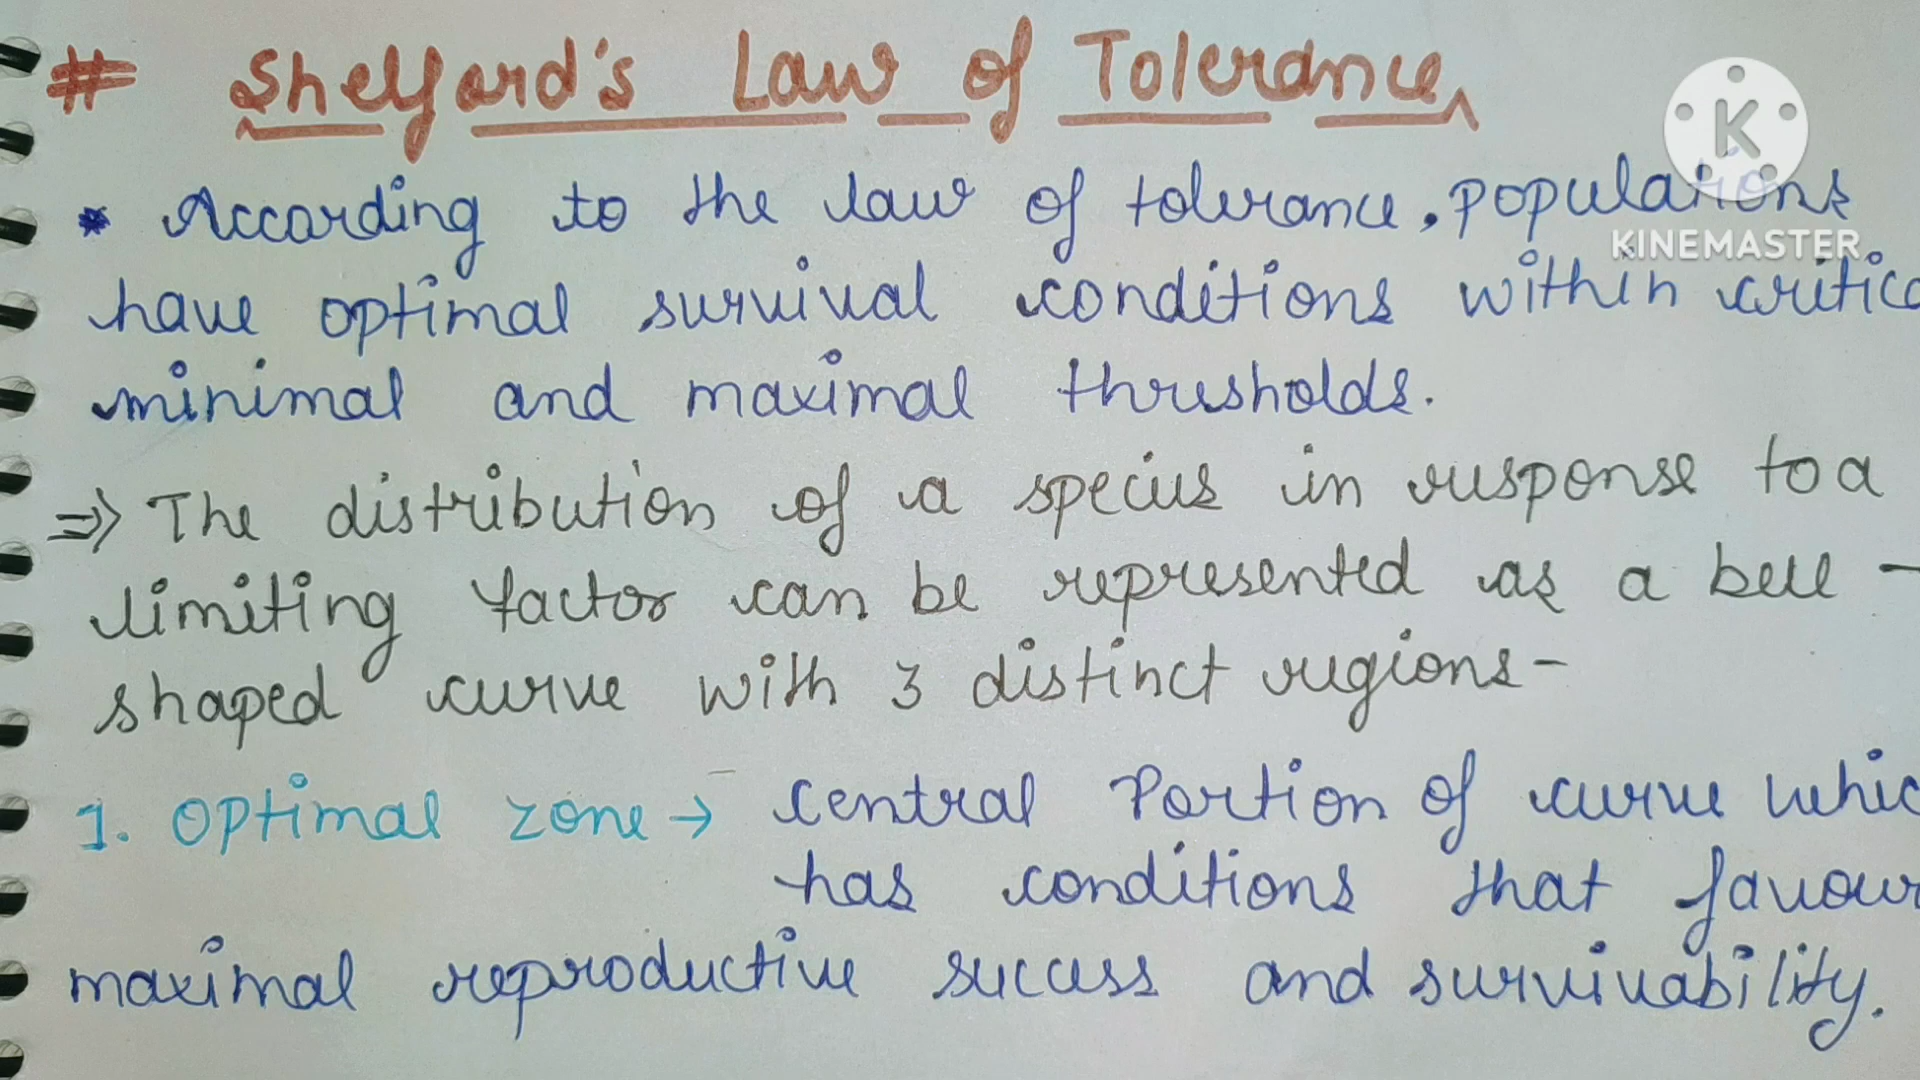 # Shelford's Law of Tolerance
* According to the law of tolerance, populations
have optimal survival conditions within critica
minimal and maximal thresholds.
⇒ The distribution of a species in response to a
limiting factor can be represented as a bell -
shaped curve with 3 distinct regions-
1. Optimal zone → central Portion of curve whic
has conditions that favour
maximal reproductive success and survivability.
K
KINEMASTER